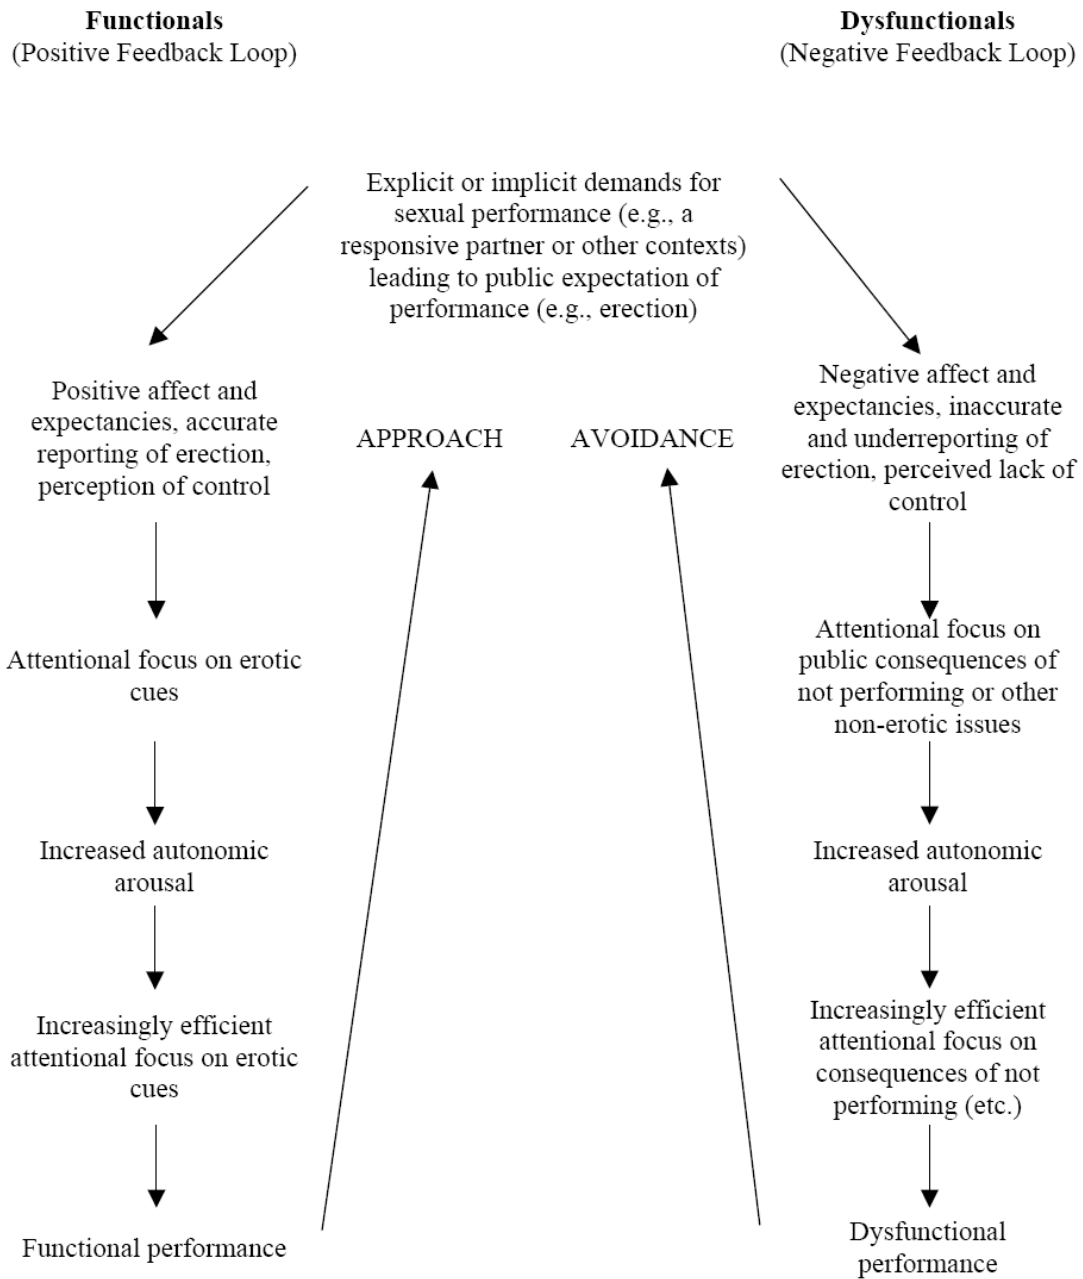 Functionals
(Positive Feedback Loop)
Dysfunctionals
(Negative Feedback Loop)
Explicit or implicit demands for
sexual performance (e.g., a
responsive partner or other contexts)
leading to public expectation of
performance (e.g., erection)
Positive affect and
expectancies, accurate
reporting of erection,
perception of control
APPROACH
AVOIDANCE
Negative affect and
expectancies, inaccurate
and underreporting of
erection, perceived lack of
control
Attentional focus on erotic
cues
Attentional focus on
public consequences of
not performing or other
non-erotic issues
Increased autonomic
arousal
Increased autonomic
arousal
Increasingly efficient
attentional focus on erotic
cues
Increasingly efficient
attentional focus on
consequences of not
performing (etc.)
Functional performance
Dysfunctional
performance